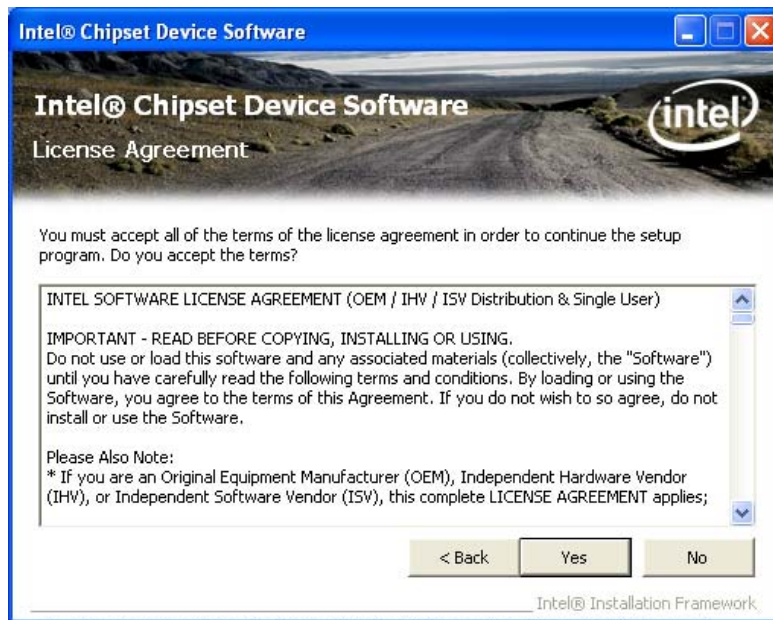 Intel® Chipset Device Software
Intel® Chipset Device Software
intel
License Agreement
You must accept all of the terms of the license agreement in order to continue the setup
program. Do you accept the terms?
INTEL SOFTWARE LICENSE AGREEMENT (OEM / IHV / ISV Distribution & Single User)
IMPORTANT - READ BEFORE COPYING, INSTALLING OR USING.
Do not use or load this software and any associated materials (collectively, the "Software")
until you have carefully read the following terms and conditions. By loading or using the
Software, you agree to the terms of this Agreement. If you do not wish to so agree, do not
install or use the Software.
Please Also Note:
* If you are an Original Equipment Manufacturer (OEM), Independent Hardware Vendor
(IHV), or Independent Software Vendor (ISV), this complete LICENSE AGREEMENT applies;
< Back
Yes
No
Intel® Installation Framework